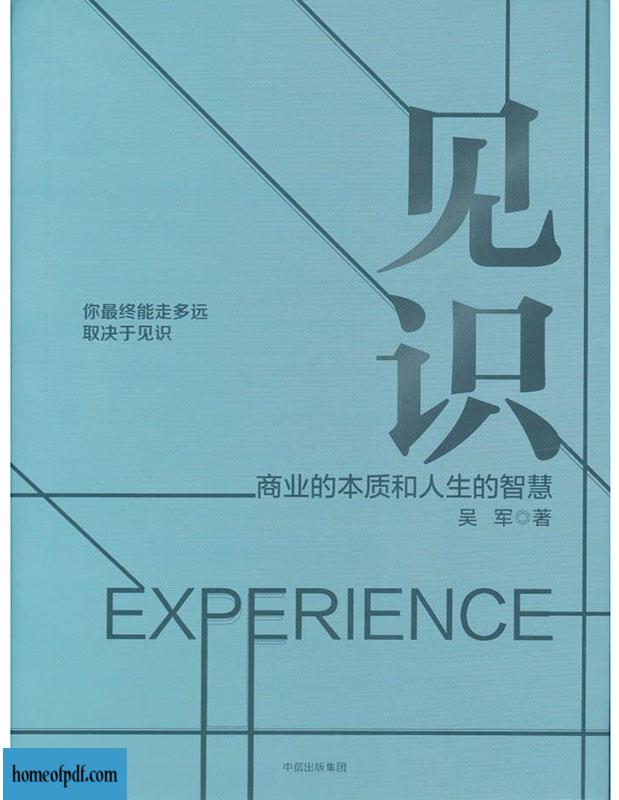 见
识
你最终能走多远
取决于见识
商业的本质和人生的智慧
吴 军◎著
EXPERIENCE
中信出版集团
homeofpdf.com